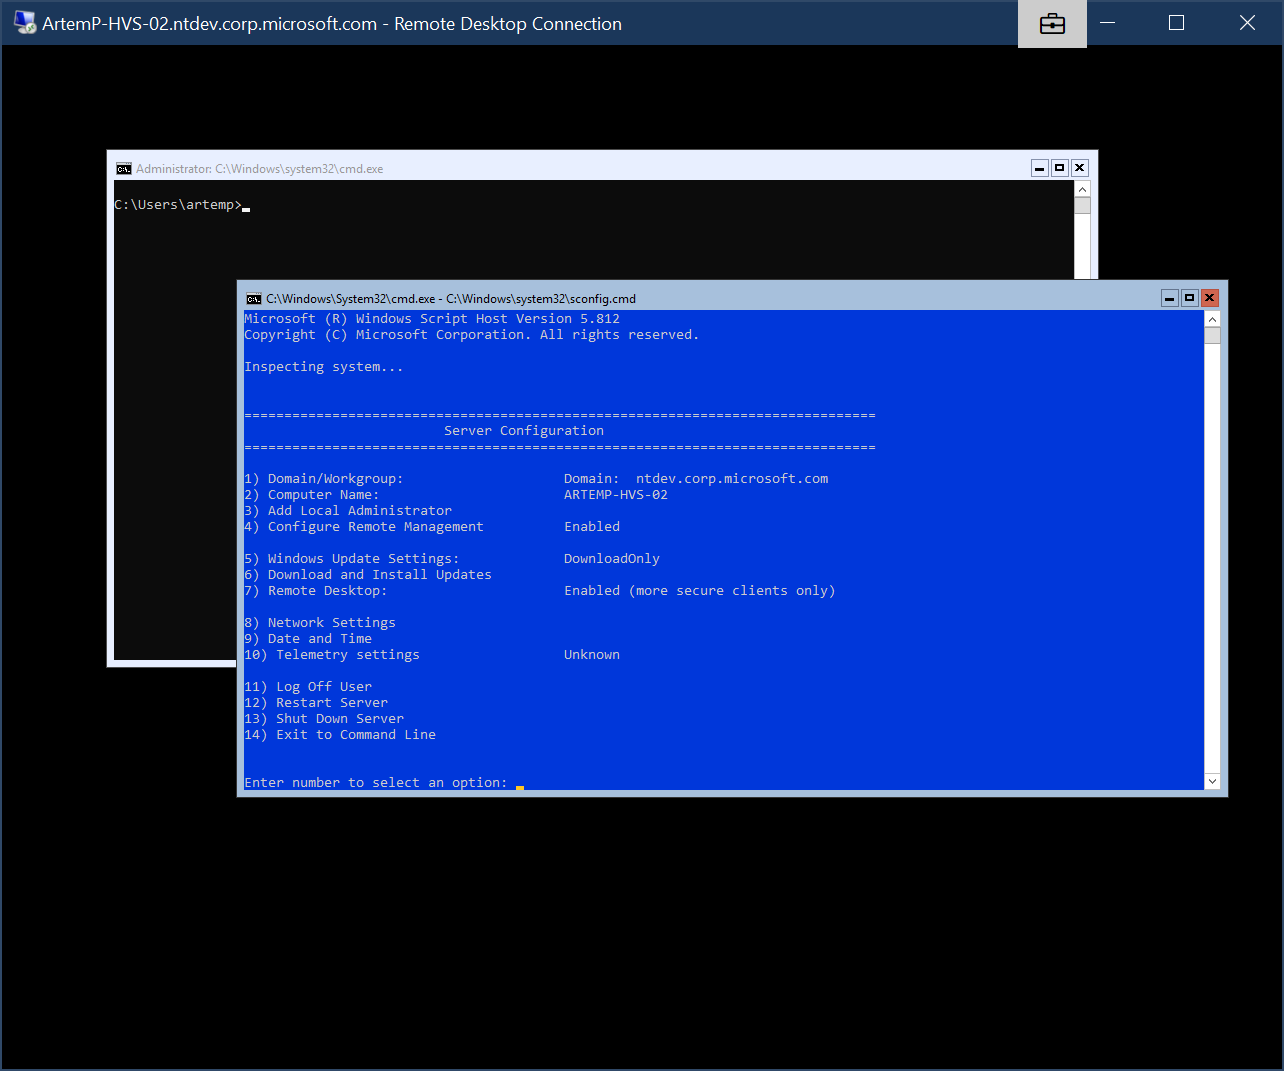 ArtemP-HVS-02.ntdev.corp.microsoft.com - Remote Desktop Connection
Administrator: C:\Windows\system32\cmd.exe
C:\Users\artemp>
C:\Windows\System32\cmd.exe - C:\Windows\system32\sconfig.cmd
Microsoft (R) Windows Script Host Version 5.812
Copyright (C) Microsoft Corporation. All rights reserved.
Inspecting system...
===============================================================================
Server Configuration
===============================================================================
1) Domain/Workgroup: Domain: ntdev.corp.microsoft.com
2) Computer Name: ARTEMP-HVS-02
3) Add Local Administrator
4) Configure Remote Management Enabled
5) Windows Update Settings: DownloadOnly
6) Download and Install Updates
7) Remote Desktop: Enabled (more secure clients only)
8) Network Settings
9) Date and Time
10) Telemetry settings Unknown
11) Log Off User
12) Restart Server
13) Shut Down Server
14) Exit to Command Line
Enter number to select an option: